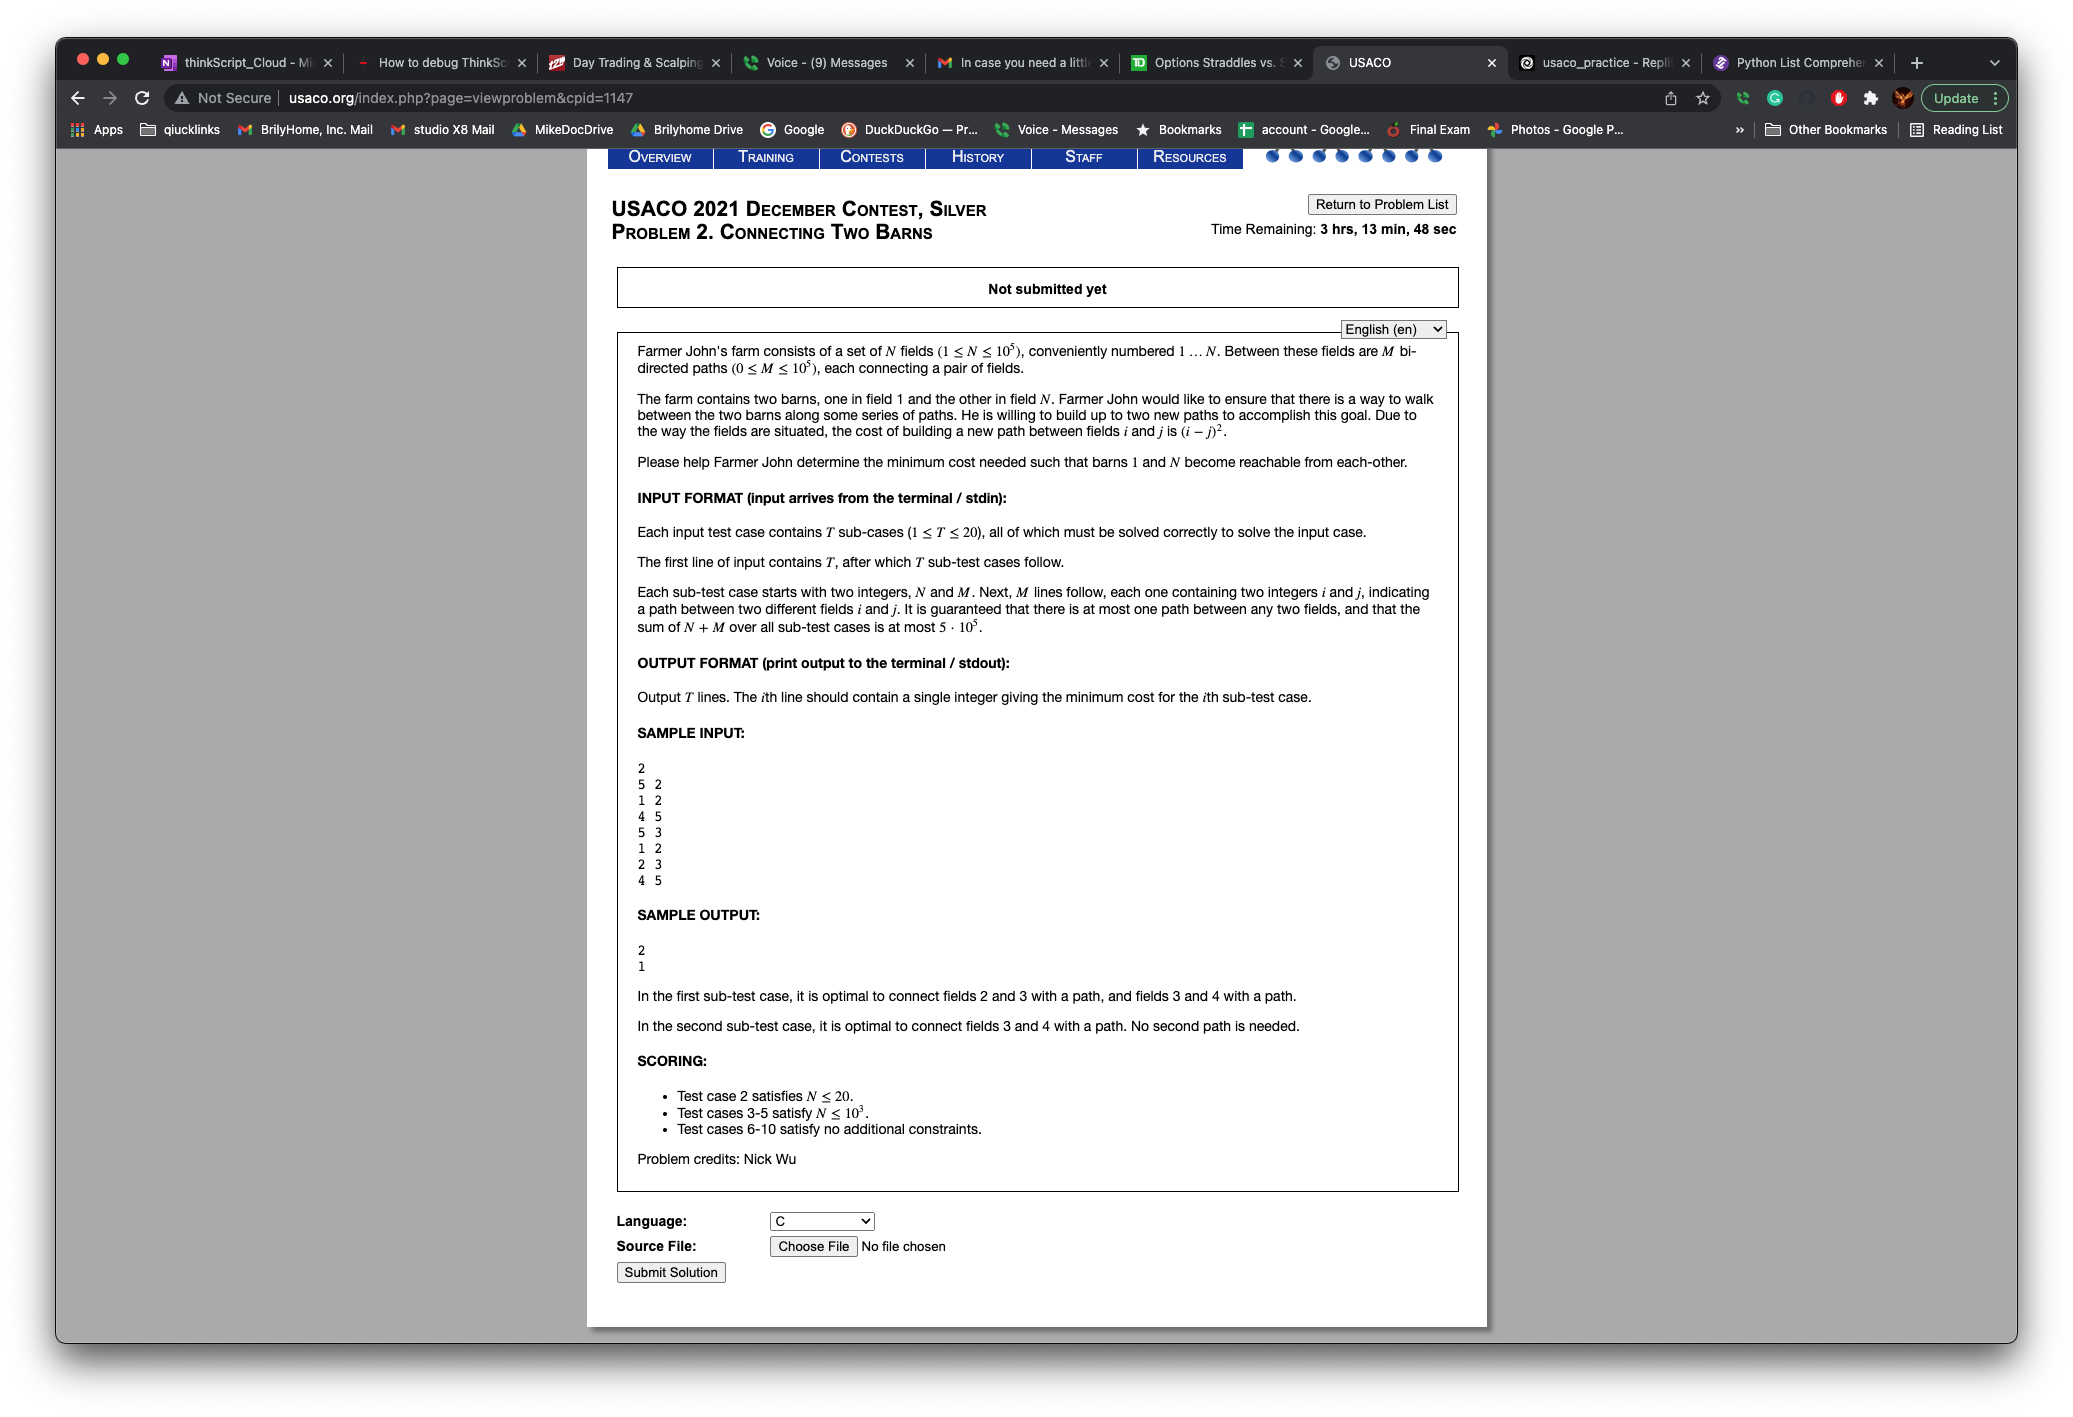 thinkScript_Cloud - Mi
How to debug ThinkSc
Day Trading & Scalping
Voice - (9) Messages
In case you need a little
Options Straddles vs. S
USACO
usaco_practice - Repli
Python List Comprehen
Not Secure
usaco.org/index.php?page=viewproblem&cpid=1147
Update
Apps
qiucklinks
BrilyHome, Inc. Mail
studio X8 Mail
MikeDocDrive
Brilyhome Drive
Google
DuckDuckGo — Pr...
Voice - Messages
Bookmarks
account - Google...
Final Exam
Photos - Google P...
»
Other Bookmarks
Reading List
OVERVIEW
TRAINING
CONTESTS
HISTORY
STAFF
RESOURCES
USACO 2021 DECEMBER CONTEST, SILVER
PROBLEM 2. CONNECTING TWO BARNS
Return to Problem List
Time Remaining: 3 hrs, 13 min, 48 sec
Not submitted yet
English (en)
Farmer John's farm consists of a set of N fields (1 ≤ N ≤ 10⁵), conveniently numbered 1 … N. Between these fields are M bi-
directed paths (0 ≤ M ≤ 10⁵), each connecting a pair of fields.
The farm contains two barns, one in field 1 and the other in field N. Farmer John would like to ensure that there is a way to walk
between the two barns along some series of paths. He is willing to build up to two new paths to accomplish this goal. Due to
the way the fields are situated, the cost of building a new path between fields i and j is (i − j)².
Please help Farmer John determine the minimum cost needed such that barns 1 and N become reachable from each-other.
INPUT FORMAT (input arrives from the terminal / stdin):
Each input test case contains T sub-cases (1 ≤ T ≤ 20), all of which must be solved correctly to solve the input case.
The first line of input contains T, after which T sub-test cases follow.
Each sub-test case starts with two integers, N and M. Next, M lines follow, each one containing two integers i and j, indicating
a path between two different fields i and j. It is guaranteed that there is at most one path between any two fields, and that the
sum of N + M over all sub-test cases is at most 5 · 10⁵.
OUTPUT FORMAT (print output to the terminal / stdout):
Output T lines. The ith line should contain a single integer giving the minimum cost for the ith sub-test case.
SAMPLE INPUT:
2
5 2
1 2
4 5
5 3
1 2
2 3
4 5
SAMPLE OUTPUT:
2
1
In the first sub-test case, it is optimal to connect fields 2 and 3 with a path, and fields 3 and 4 with a path.
In the second sub-test case, it is optimal to connect fields 3 and 4 with a path. No second path is needed.
SCORING:
• Test case 2 satisfies N ≤ 20.
• Test cases 3-5 satisfy N ≤ 10³.
• Test cases 6-10 satisfy no additional constraints.
Problem credits: Nick Wu
Language:
C
Source File:
Choose File No file chosen
Submit Solution